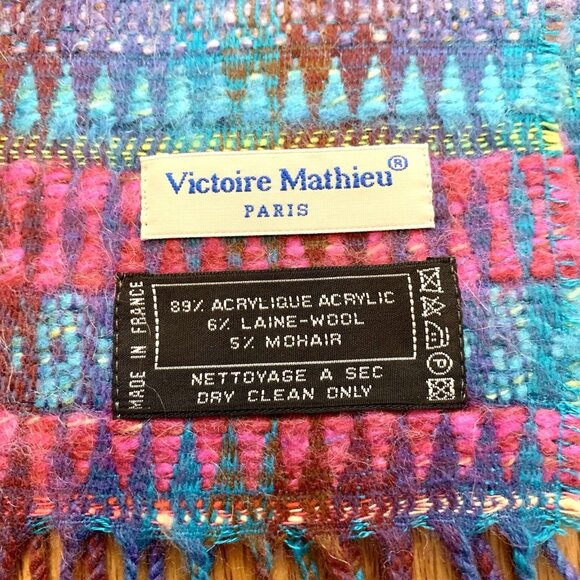 Victoire Mathieu®
PARIS
MADE IN FRANCE
89% ACRYLIQUE ACRYLIC
6% LAINE-WOOL
5% MOHAIR
NETTOYAGE A SEC
DRY CLEAN ONLY
P